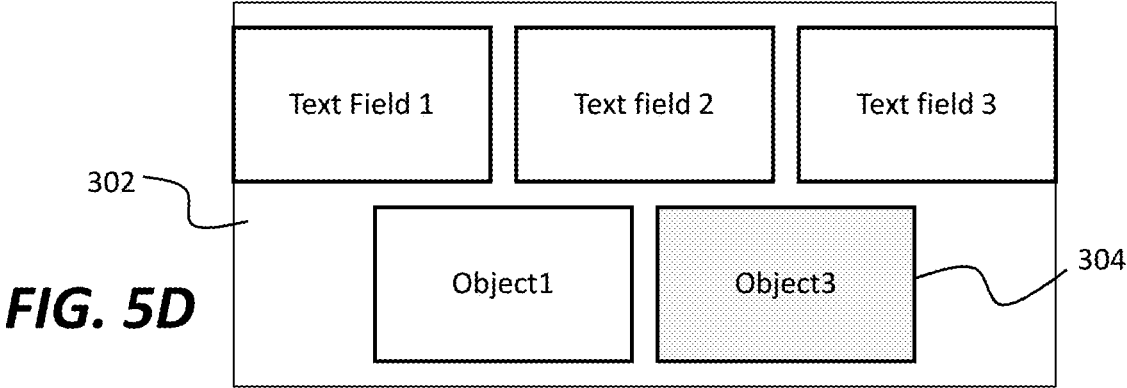 Text Field 1
Text field 2
Text field 3
302
Object1
Object3
304
FIG. 5D